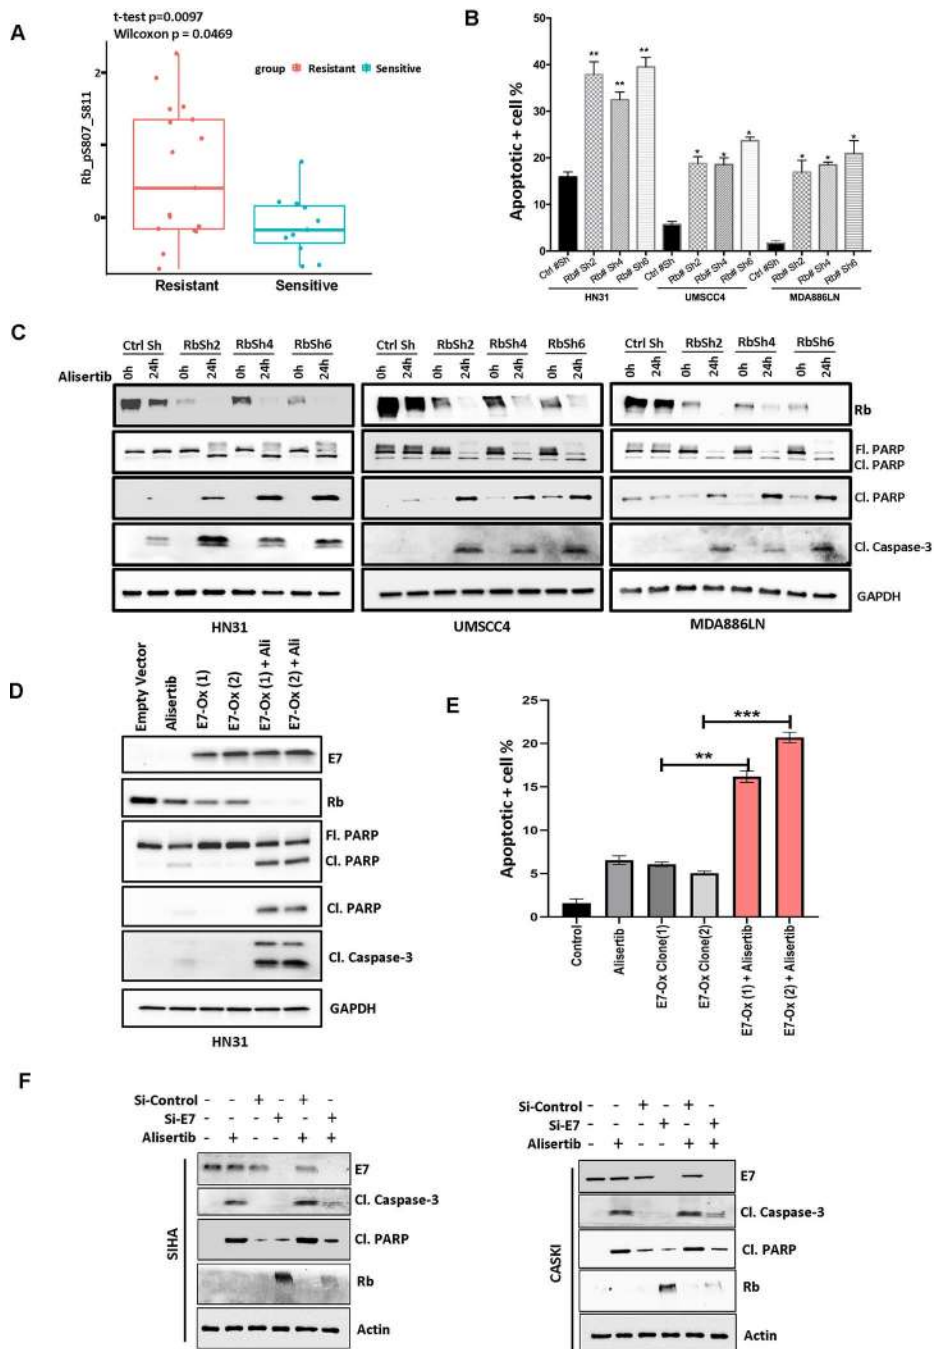 A
t-test p=0.0097
Wilcoxon p = 0.0469
group Resistant Sensitive
Rb_pS807_S811
2
0
Resistant Sensitive
B
Apoptotic + cell %
50
40
30
20
10
0
** ** ** * * * * * *
Ctrl #Sh Rb# Sh2 Rb# Sh4 Rb# Sh6 Ctrl #Sh Rb# Sh2 Rb# Sh4 Rb# Sh6 Ctrl #Sh Rb# Sh2 Rb# Sh4 Rb# Sh6
HN31 UMSCC4 MDA886LN
C
Ctrl Sh RbSh2 RbSh4 RbSh6 Ctrl Sh RbSh2 RbSh4 RbSh6 Ctrl Sh RbSh2 RbSh4 RbSh6
Alisertib 0h 24h 0h 24h 0h 24h 0h 24h 0h 24h 0h 24h 0h 24h 0h 24h 0h 24h 0h 24h 0h 24h 0h 24h
Rb
Fl. PARP
Cl. PARP
Cl. PARP
Cl. Caspase-3
GAPDH
HN31 UMSCC4 MDA886LN
D
Empty Vector
Alisertib
E7-Ox (1)
E7-Ox (2)
E7-Ox (1) + Ali
E7-Ox (2) + Ali
E7
Rb
Fl. PARP
Cl. PARP
Cl. PARP
Cl. Caspase-3
GAPDH
HN31
E
Apoptotic + cell %
25
20
15
10
5
0
***
**
Control
Alisertib
E7-Ox Clone(1)
E7-Ox Clone(2)
E7-Ox (1) + Alisertib
E7-Ox (2) + Alisertib
F
Si-Control - - + - + -
Si-E7 - - - + - +
Alisertib - + - - + +
SIHA
E7
Cl. Caspase-3
Cl. PARP
Rb
Actin
Si-Control - - + - + -
Si-E7 - - - + - +
Alisertib - + - - + +
CASKI
E7
Cl. Caspase-3
Cl. PARP
Rb
Actin